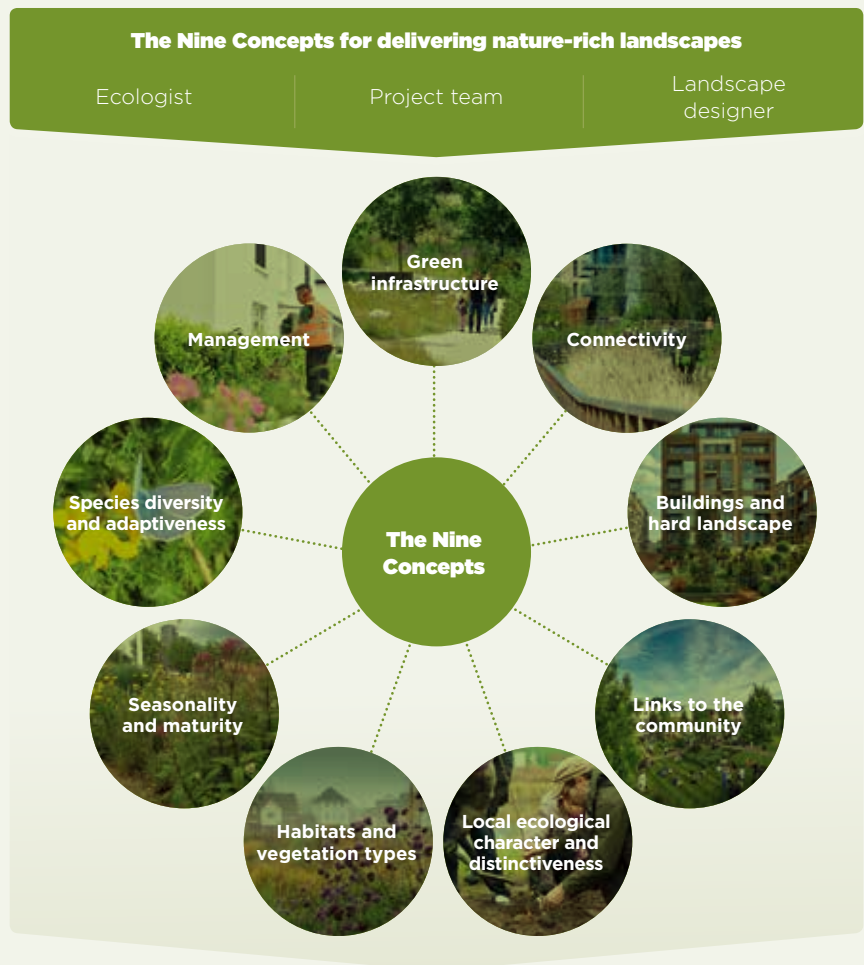 The Nine Concepts for delivering nature-rich landscapes
Ecologist
Project team
Landscape
designer
Green
infrastructure
Connectivity
Buildings and
hard landscape
Links to the
community
Local ecological
character and
distinctiveness
Habitats and
vegetation types
Seasonality
and maturity
Species diversity
and adaptiveness
Management
The Nine
Concepts